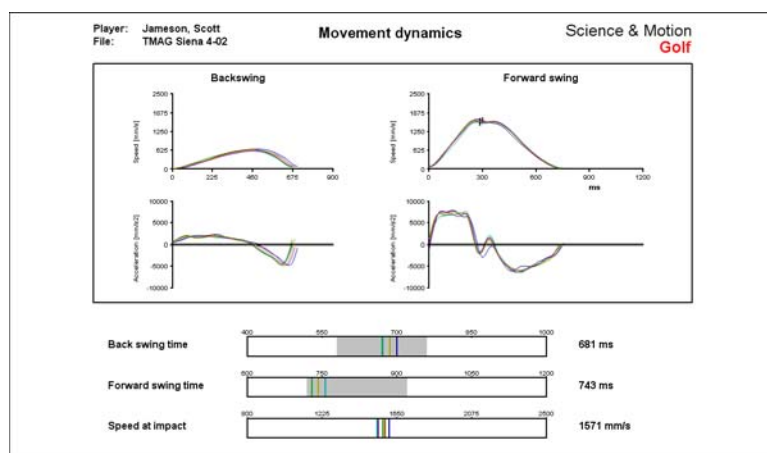 Player: Jameson, Scott
File: TMAG Siena 4-02
Movement dynamics
Science & Motion
Golf
Backswing
Forward swing
Speed [mm/s]
2500
1875
1250
625
0
0 225 450 675 900
Speed [mm/s]
2500
1875
1250
625
0
0 300 600 900 1200
ms
Acceleration [mm/s2]
10000
5000
0
-5000
-10000
Acceleration [mm/s2]
10000
5000
0
-5000
-10000
400 550 700 850 1000
Back swing time 681 ms
600 750 900 1050 1200
Forward swing time 743 ms
800 1225 1650 2075 2500
Speed at impact 1571 mm/s